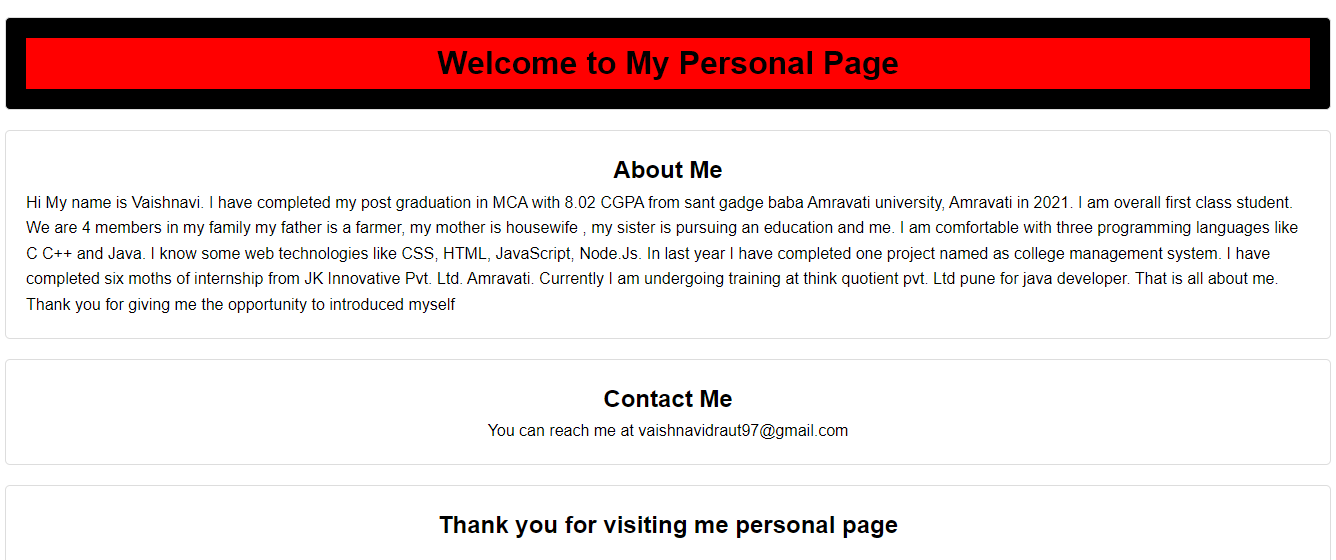 Welcome to My Personal Page
About Me
Hi My name is Vaishnavi. I have completed my post graduation in MCA with 8.02 CGPA from sant gadge baba Amravati university, Amravati in 2021. I am overall first class student.
We are 4 members in my family my father is a farmer, my mother is housewife , my sister is pursuing an education and me. I am comfortable with three programming languages like
C C++ and Java. I know some web technologies like CSS, HTML, JavaScript, Node.Js. In last year I have completed one project named as college management system. I have
completed six moths of internship from JK Innovative Pvt. Ltd. Amravati. Currently I am undergoing training at think quotient pvt. Ltd pune for java developer. That is all about me.
Thank you for giving me the opportunity to introduced myself
Contact Me
You can reach me at vaishnavidraut97@gmail.com
Thank you for visiting me personal page